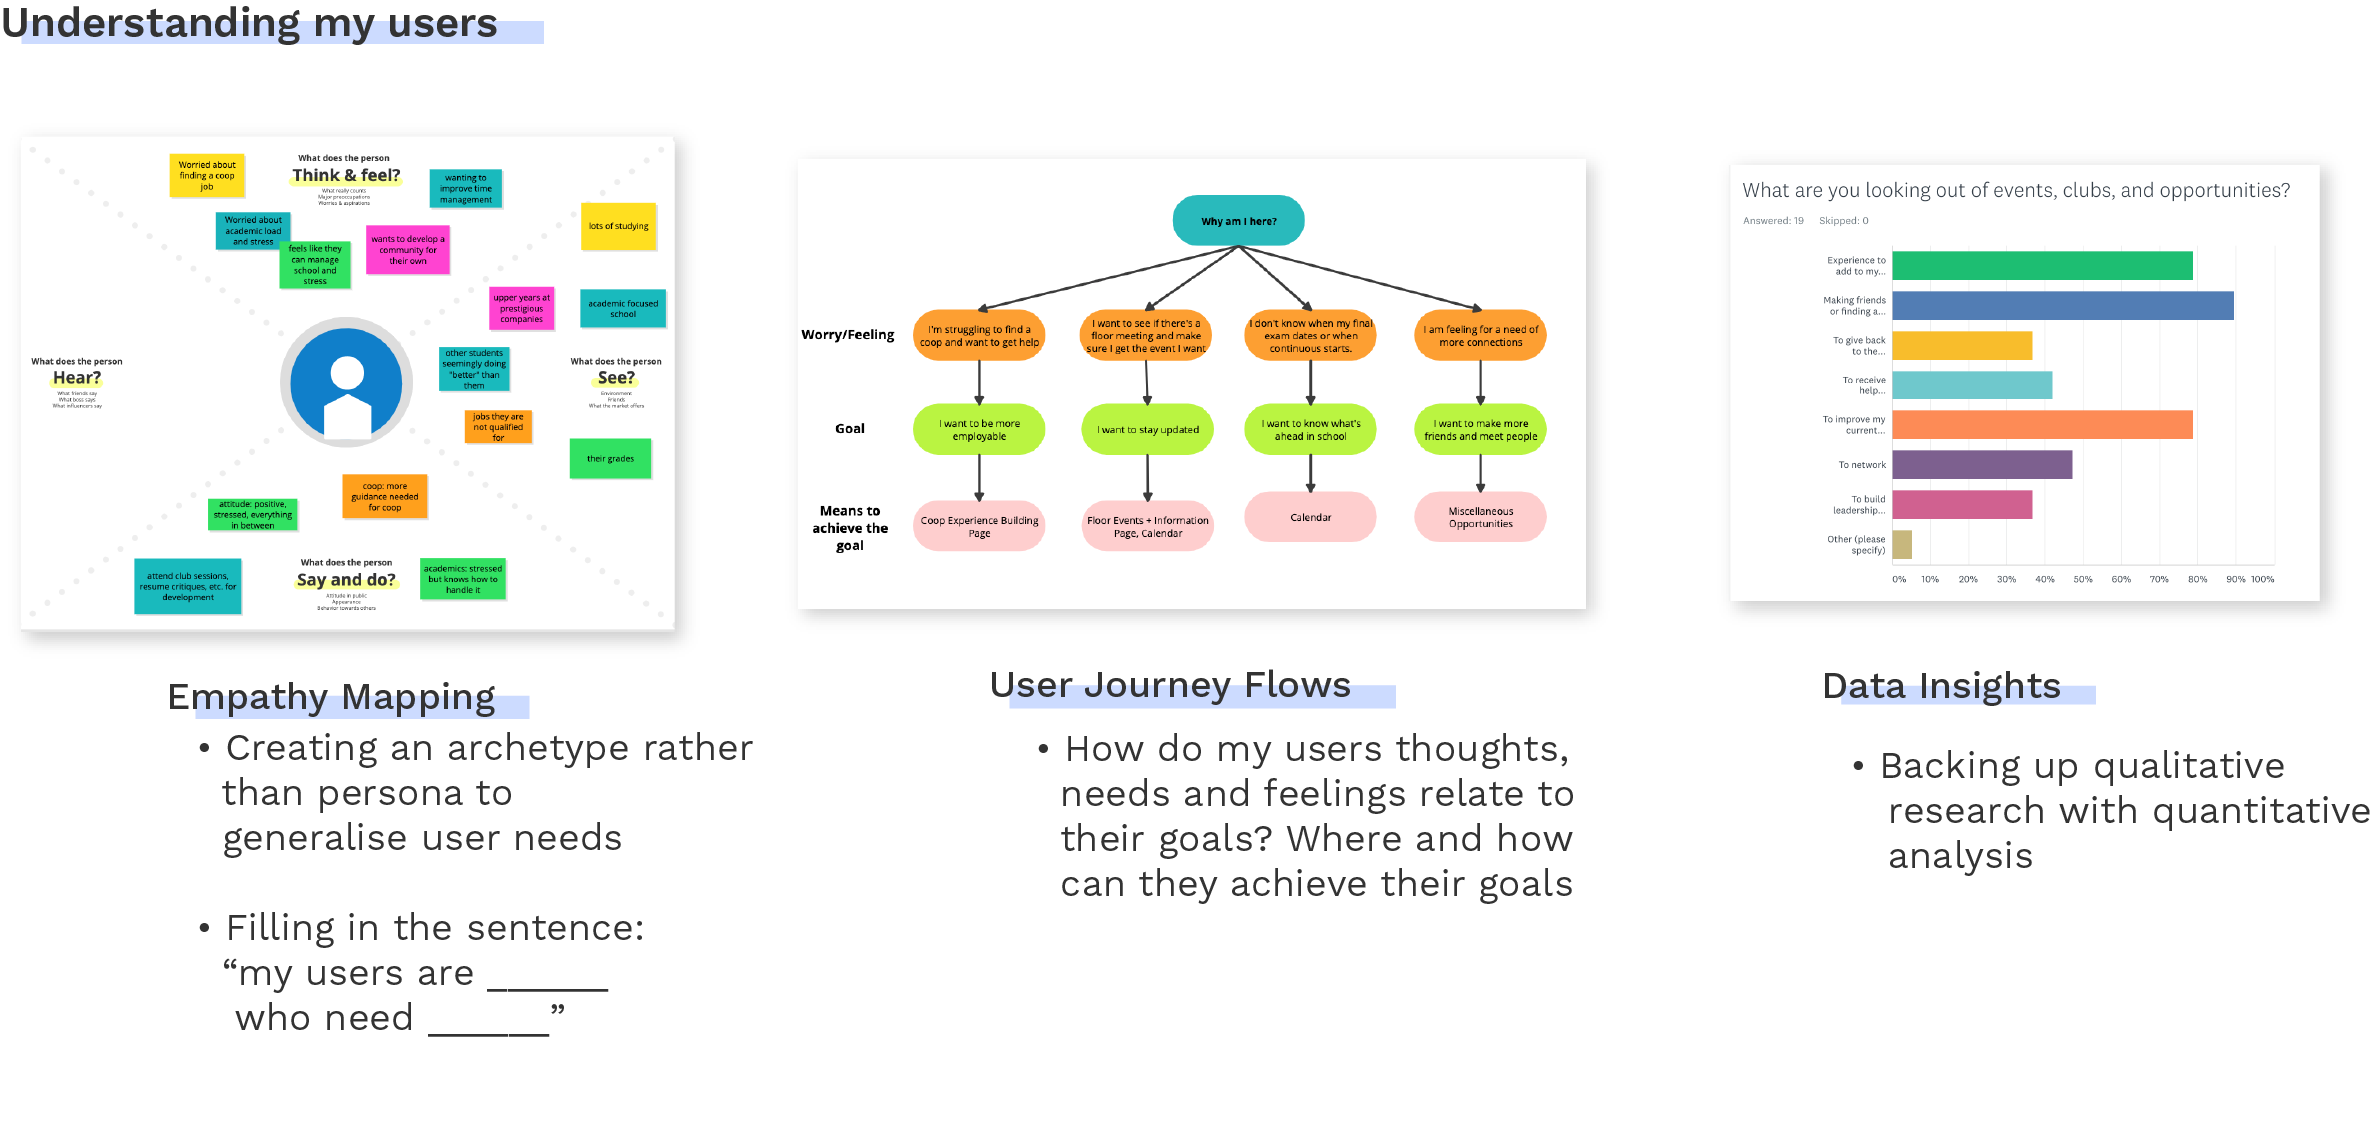 Understanding my users
What does the person
Think & feel?
What really counts
Major preoccupations
Worries & aspirations
Worried about
finding a coop
job
wanting to
improve time
management
Worried about
academic load
and stress
feels like they
can manage
school and
stress
wants to develop a
community for
their own
lots of studying
upper years at
prestigious
companies
academic focused
school
What does the person
Hear?
What friends say
What boss says
What influencers say
other students
seemingly doing
"better" than
them
What does the person
See?
Environment
Friends
What the market offers
jobs they are
not qualified
for
their grades
coop: more
guidance needed
for coop
attitude: positive,
stressed, everything
in between
attend club sessions,
resume critiques, etc. for
development
What does the person
Say and do?
Attitude in public
Appearance
Behavior towards others
academics: stressed
but knows how to
handle it
Empathy Mapping
• Creating an archetype rather
than persona to
generalise user needs
• Filling in the sentence:
“my users are ______
who need ______”
Why am I here?
Worry/Feeling
I'm struggling to find a
coop and want to get help
I want to see if there's a
floor meeting and make
sure I get the event I want
I don't know when my final
exam dates or when
continuous starts.
I am feeling for a need of
more connections
Goal
I want to be more
employable
I want to stay updated
I want to know what's
ahead in school
I want to make more
friends and meet people
Means to
achieve the
goal
Coop Experience Building
Page
Floor Events + Information
Page, Calendar
Calendar
Miscellaneous
Opportunities
User Journey Flows
• How do my users thoughts,
needs and feelings relate to
their goals? Where and how
can they achieve their goals
What are you looking out of events, clubs, and opportunities?
Answered: 19 Skipped: 0
Experience to
add to my...
Making friends
or finding a...
To give back
to the...
To receive
help...
To improve my
current...
To network
To build
leadership...
Other (please
specify)
0% 10% 20% 30% 40% 50% 60% 70% 80% 90% 100%
Data Insights
• Backing up qualitative
research with quantitative
analysis